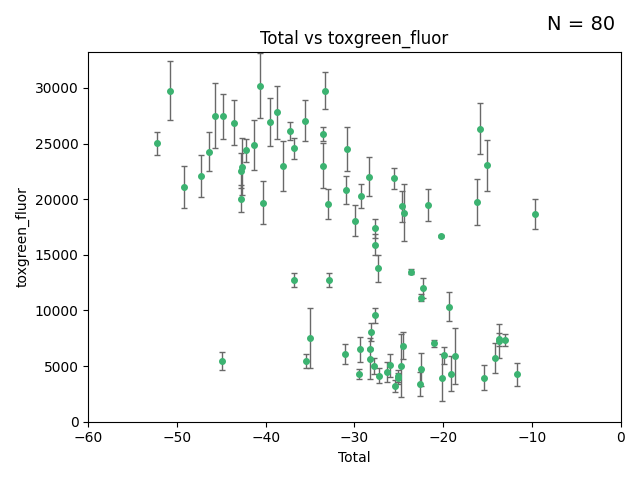 N = 80
Total vs toxgreen_fluor
30000
25000
20000
15000
10000
5000
0
toxgreen_fluor
−60 −50 −40 −30 −20 −10 0
Total